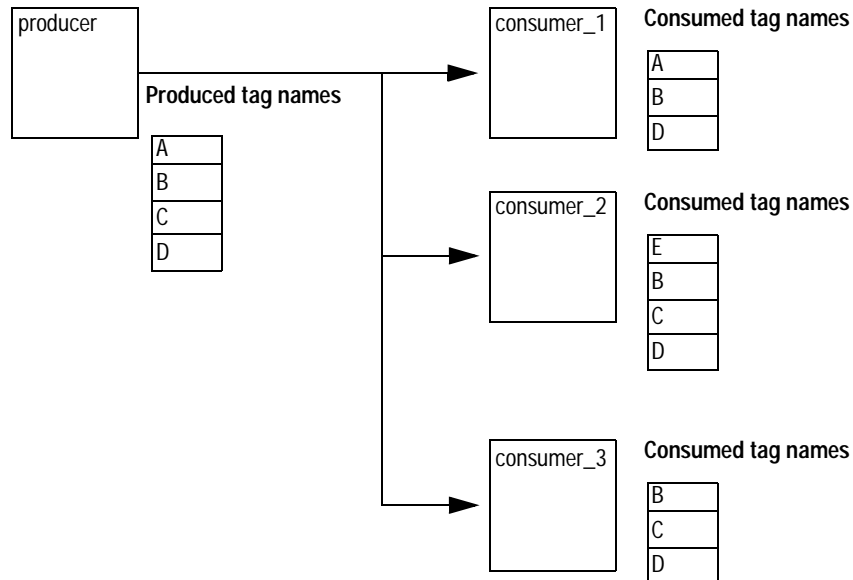 producer
Produced tag names
A
B
C
D
consumer_1
Consumed tag names
A
B
D
consumer_2
Consumed tag names
E
B
C
D
consumer_3
Consumed tag names
B
C
D